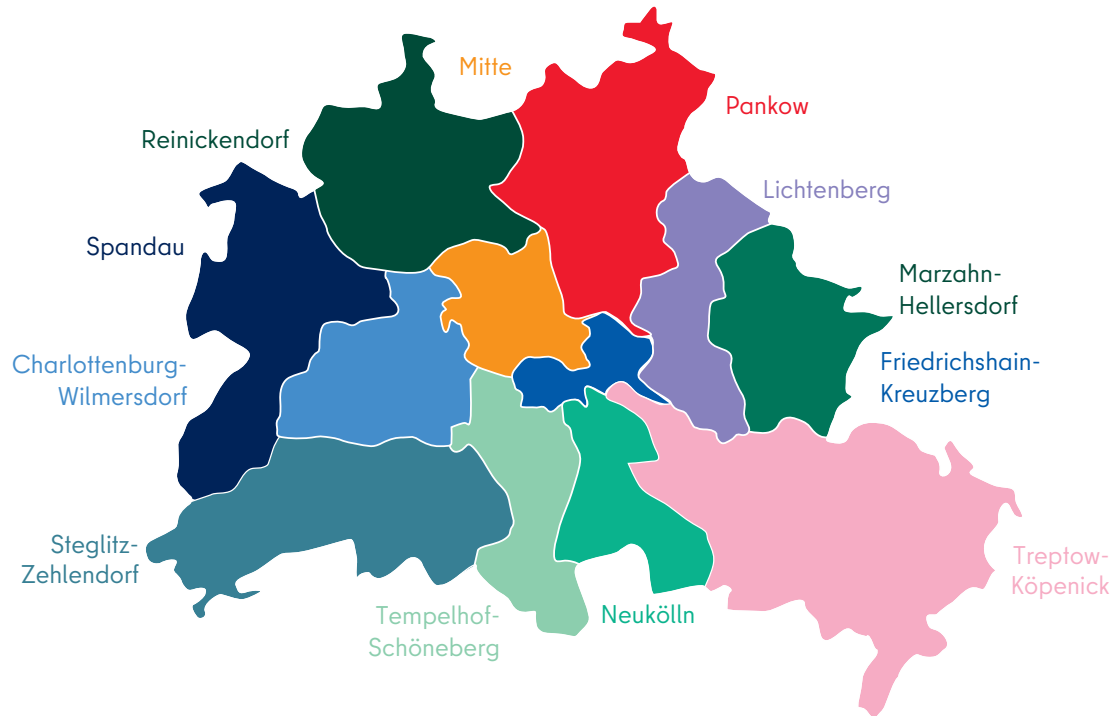 Mitte
Pankow
Reinickendorf
Lichtenberg
Spandau
Marzahn-
Hellersdorf
Charlottenburg-
Wilmersdorf
Friedrichshain-
Kreuzberg
Steglitz-
Zehlendorf
Treptow-
Köpenick
Tempelhof-
Schöneberg
Neukölln